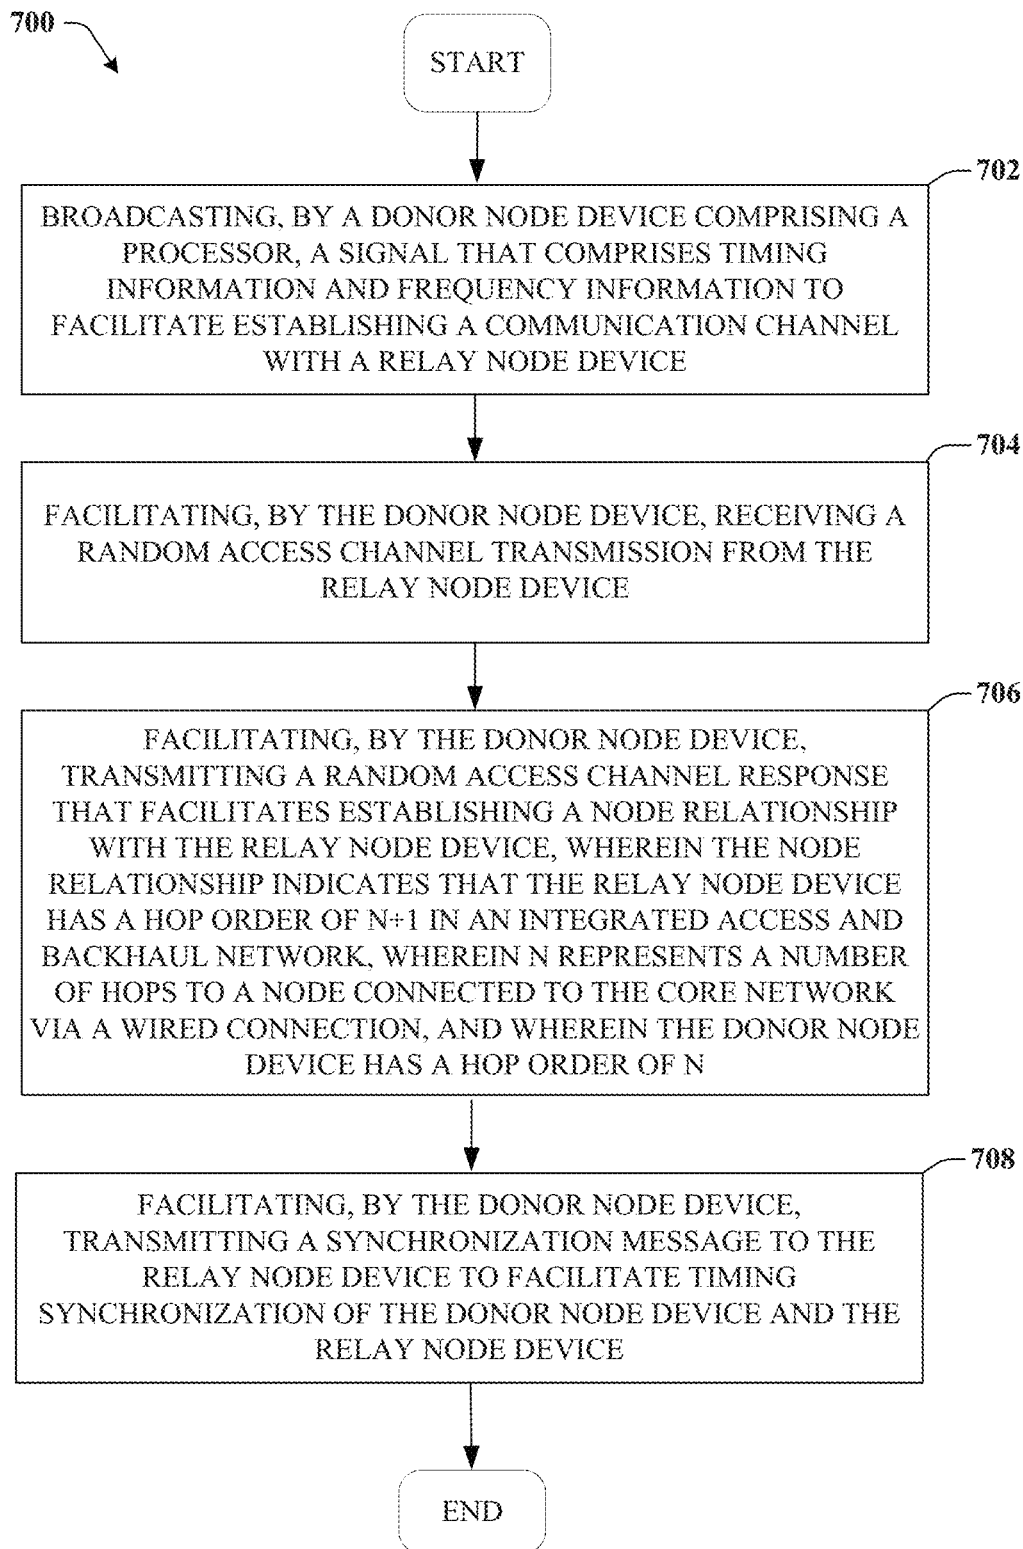 700
START
702
BROADCASTING, BY A DONOR NODE DEVICE COMPRISING A
PROCESSOR, A SIGNAL THAT COMPRISES TIMING
INFORMATION AND FREQUENCY INFORMATION TO
FACILITATE ESTABLISHING A COMMUNICATION CHANNEL
WITH A RELAY NODE DEVICE
704
FACILITATING, BY THE DONOR NODE DEVICE, RECEIVING A
RANDOM ACCESS CHANNEL TRANSMISSION FROM THE
RELAY NODE DEVICE
706
FACILITATING, BY THE DONOR NODE DEVICE,
TRANSMITTING A RANDOM ACCESS CHANNEL RESPONSE
THAT FACILITATES ESTABLISHING A NODE RELATIONSHIP
WITH THE RELAY NODE DEVICE, WHEREIN THE NODE
RELATIONSHIP INDICATES THAT THE RELAY NODE DEVICE
HAS A HOP ORDER OF N+1 IN AN INTEGRATED ACCESS AND
BACKHAUL NETWORK, WHEREIN N REPRESENTS A NUMBER
OF HOPS TO A NODE CONNECTED TO THE CORE NETWORK
VIA A WIRED CONNECTION, AND WHEREIN THE DONOR NODE
DEVICE HAS A HOP ORDER OF N
708
FACILITATING, BY THE DONOR NODE DEVICE,
TRANSMITTING A SYNCHRONIZATION MESSAGE TO THE
RELAY NODE DEVICE TO FACILITATE TIMING
SYNCHRONIZATION OF THE DONOR NODE DEVICE AND THE
RELAY NODE DEVICE
END